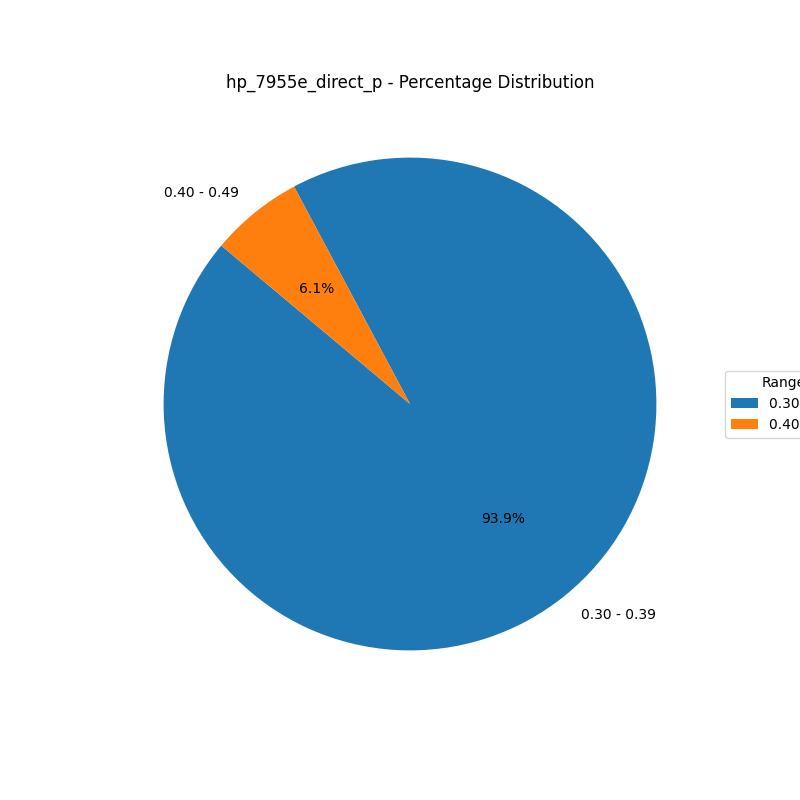 hp_7955e_direct_p - Percentage Distribution
0.40 - 0.49
6.1%
Range
0.30
0.40
93.9%
0.30 - 0.39